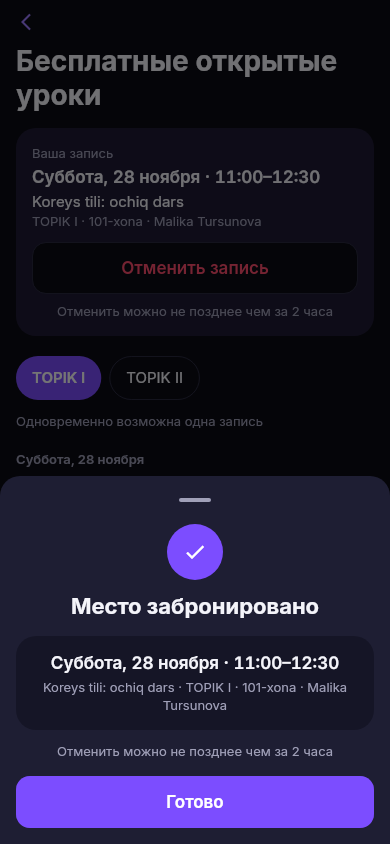 Бесплатные открытые
уроки
Ваша запись
Суббота, 28 ноября · 11:00–12:30
Koreys tili: ochiq dars
TOPIK I · 101-xona · Malika Tursunova
Отменить запись
Отменить можно не позднее чем за 2 часа
TOPIK I
TOPIK II
Одновременно возможна одна запись
Суббота, 28 ноября
Место забронировано
Суббота, 28 ноября · 11:00–12:30
Koreys tili: ochiq dars · TOPIK I · 101-xona · Malika
Tursunova
Отменить можно не позднее чем за 2 часа
Готово